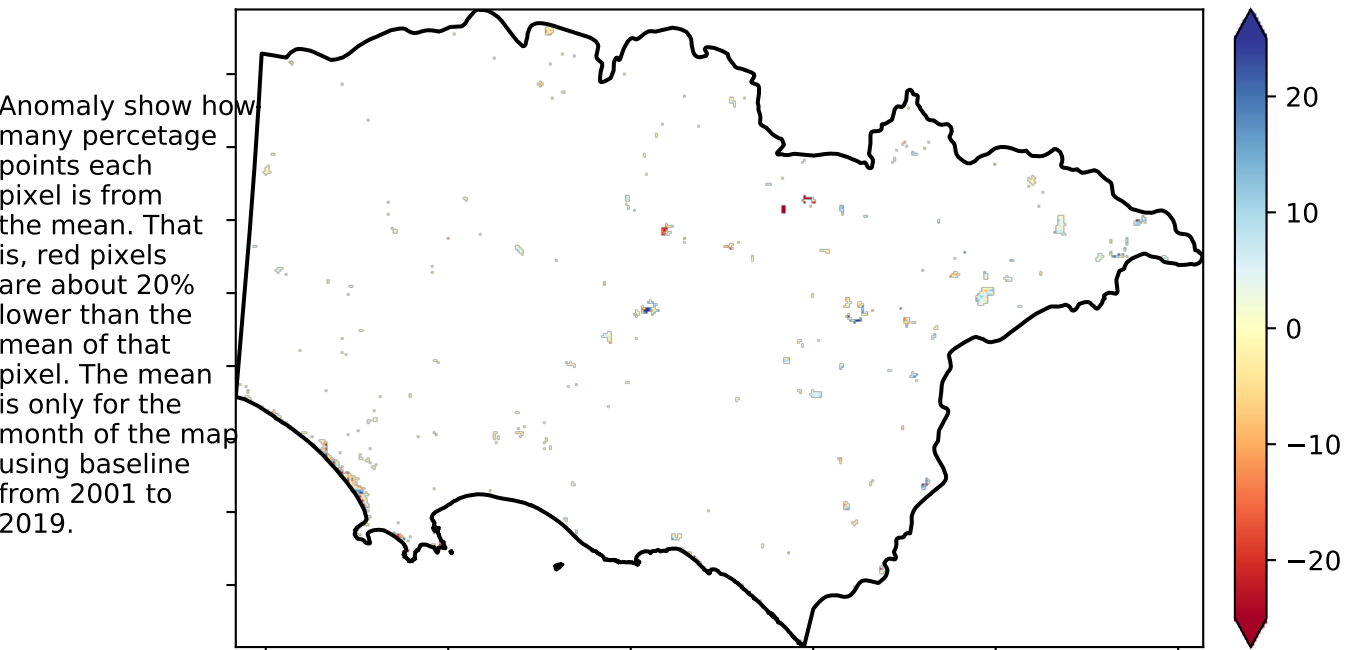 Anomaly show how
many percetage
points each
pixel is from
the mean. That
is, red pixels
are about 20%
lower than the
mean of that
pixel. The mean
is only for the
month of the map
using baseline
from 2001 to
2019.
20
10
0
−10
−20